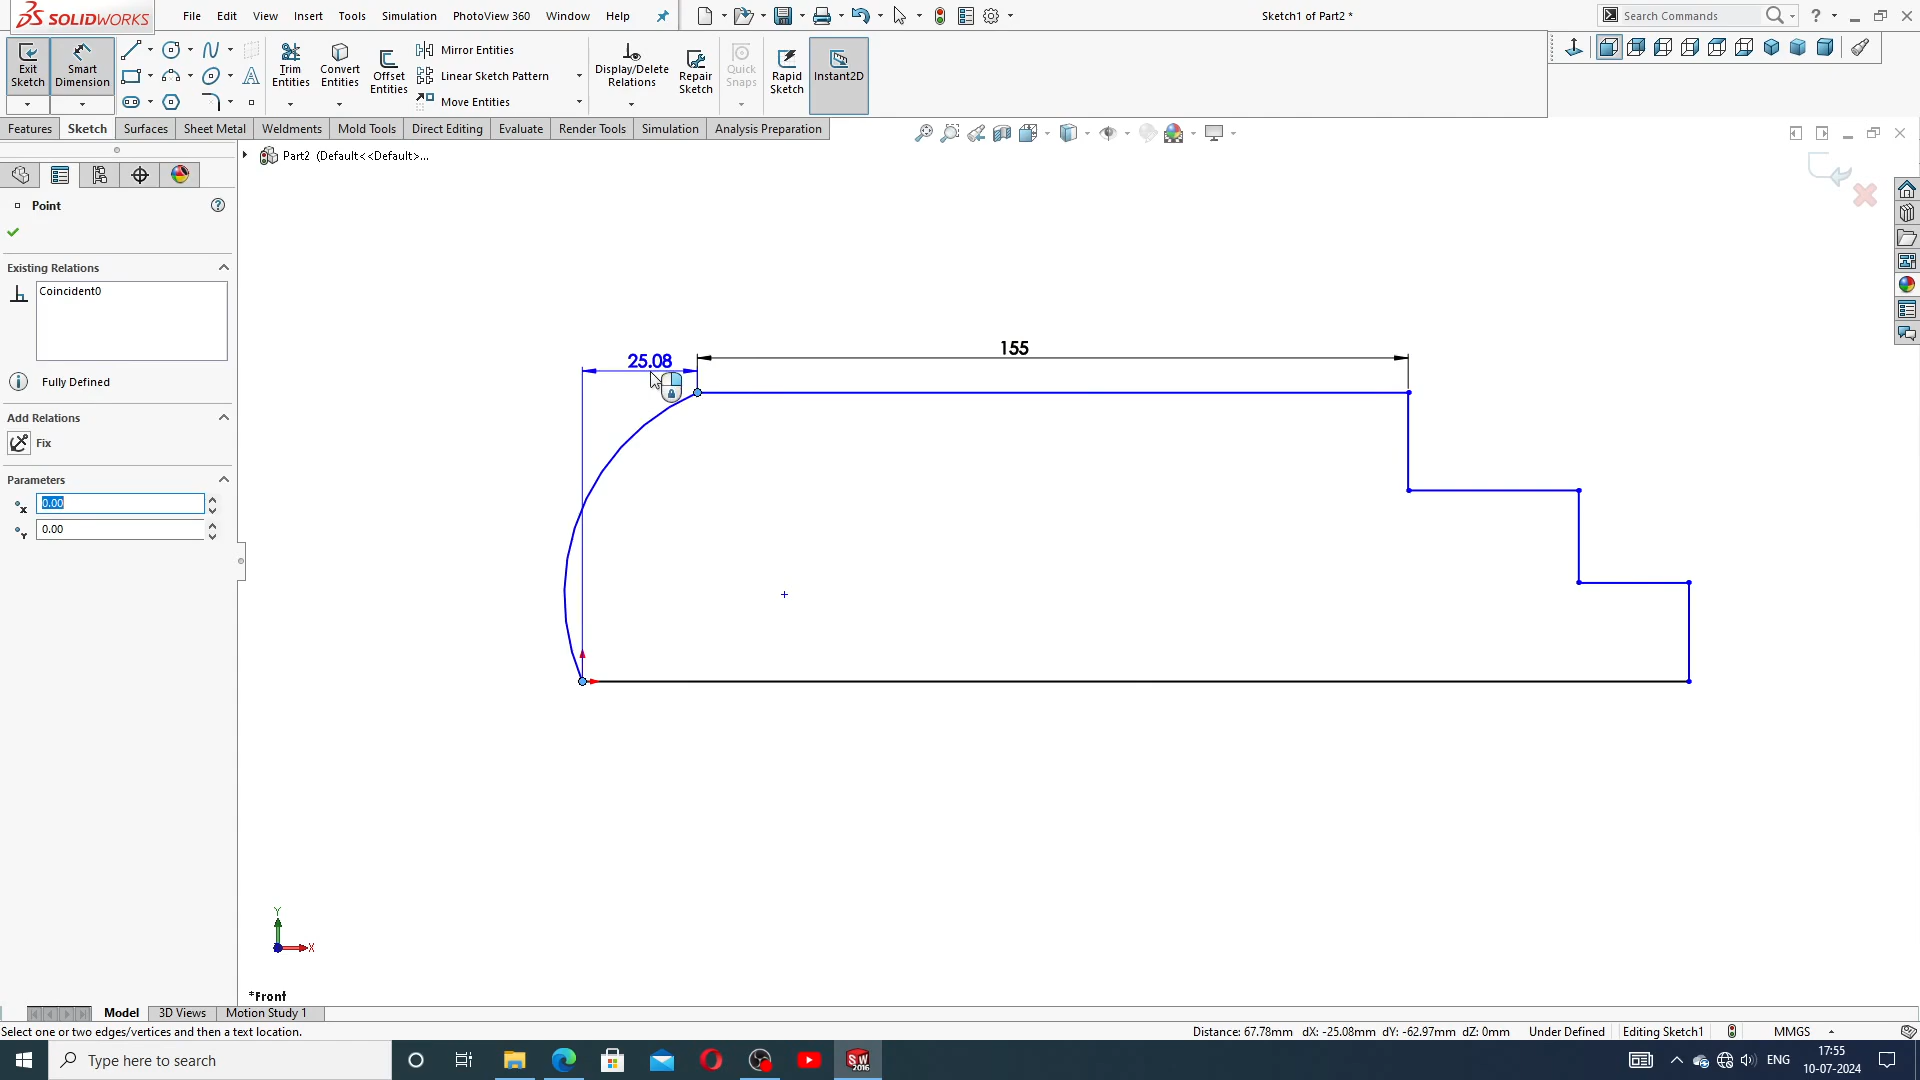 SOLIDWORKS File Edit View Insert Tools Simulation PhotoView 360 Window Help Sketch1 of Part2 * Search Commands
Exit Sketch
Smart Dimension
Trim Entities
Convert Entities
Offset Entities
Mirror Entities
Linear Sketch Pattern
Move Entities
Display/Delete Relations
Repair Sketch
Quick Snaps
Rapid Sketch
Instant2D
Features Sketch Surfaces Sheet Metal Weldments Mold Tools Direct Editing Evaluate Render Tools Simulation Analysis Preparation
Part2 (Default<<Default>...
Point
Existing Relations
Coincident0
Fully Defined
Add Relations
Fix
Parameters
0.00
0.00
155
25.08
Y
X
*Front
Model 3D Views Motion Study 1
Select one or two edges/vertices and then a text location. Distance: 67.78mm dX: -25.08mm dY: -62.97mm dZ: 0mm Under Defined Editing Sketch1 MMGS
Type here to search
SW
2016
ENG
17:55
10-07-2024